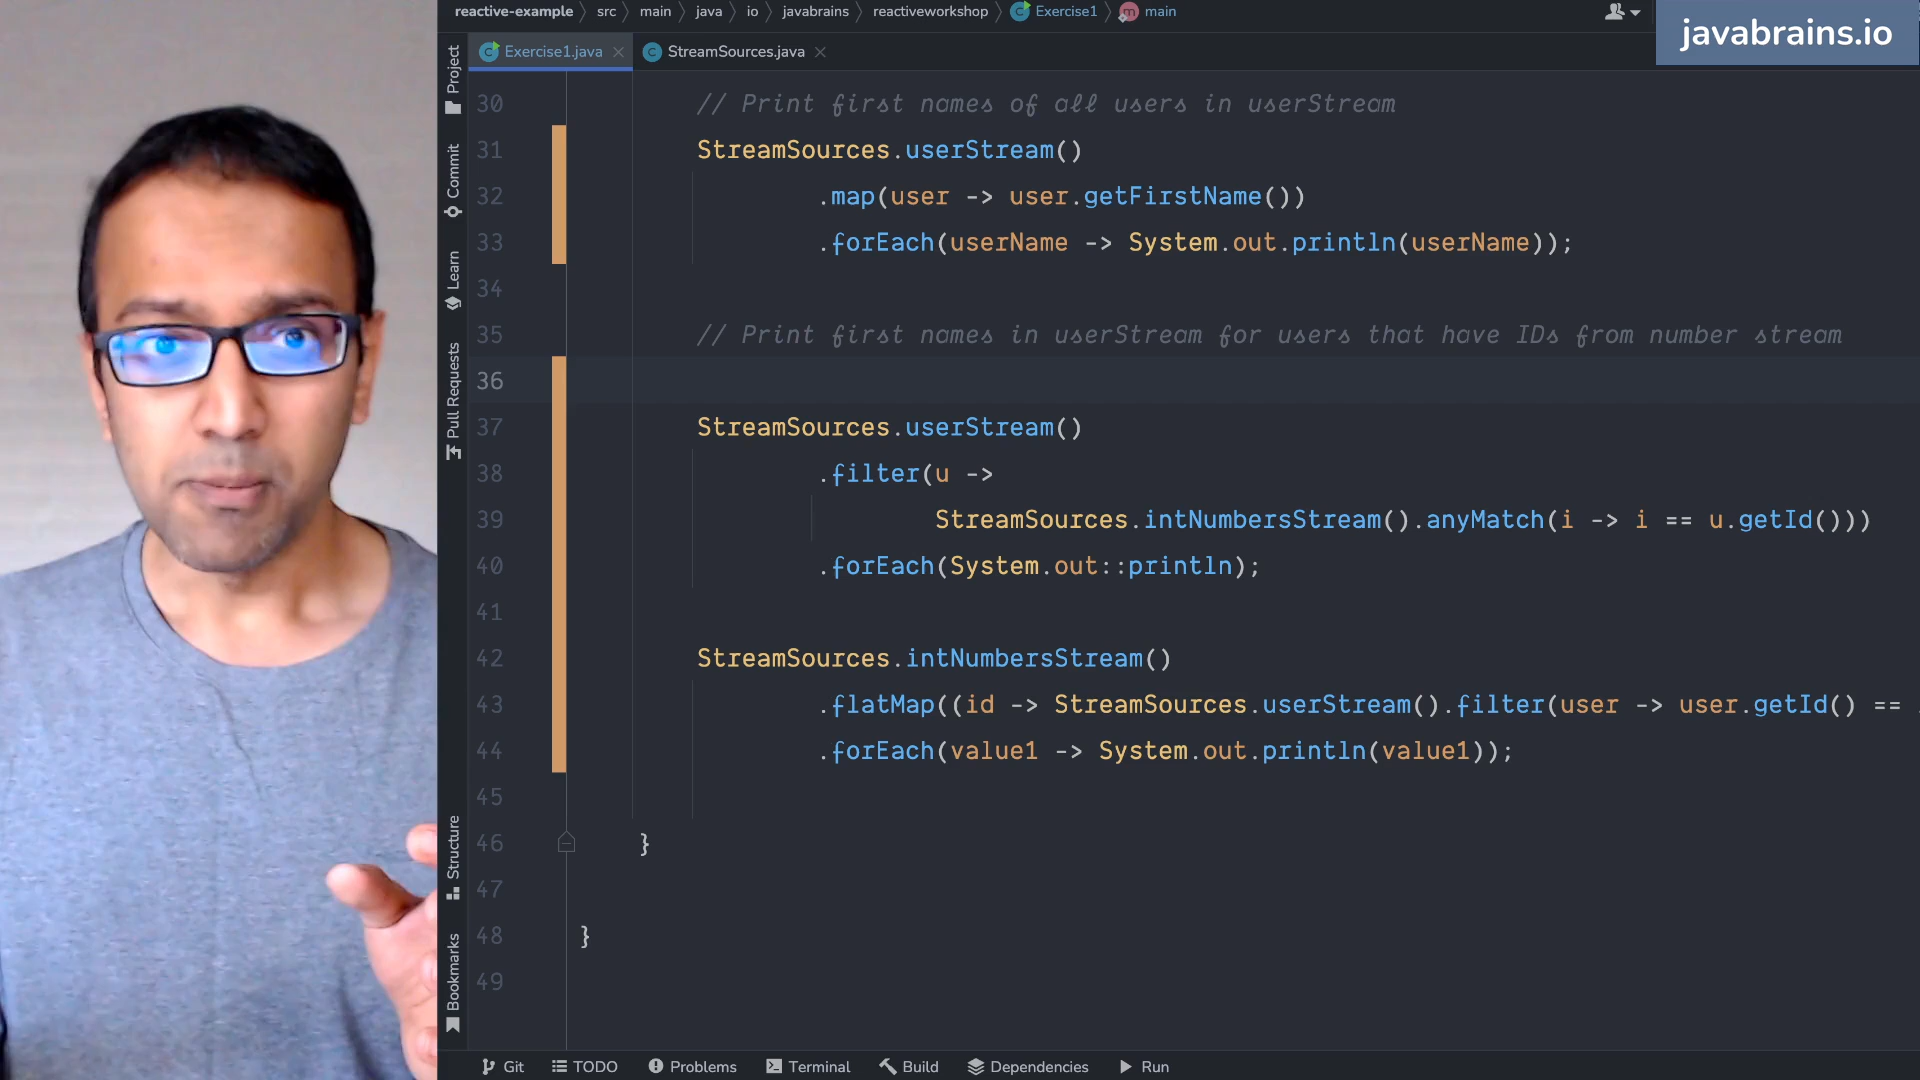 reactive-example src main java io javabrains reactiveworkshop Exercise1 main
javabrains.io
Exercise1.java StreamSources.java
Project
Commit
Learn
Pull Requests
Structure
Bookmarks
30 // Print first names of all users in userStream
31 StreamSources.userStream()
32 .map(user -> user.getFirstName())
33 .forEach(userName -> System.out.println(userName));
34
35 // Print first names in userStream for users that have IDs from number stream
36
37 StreamSources.userStream()
38 .filter(u ->
39 StreamSources.intNumbersStream().anyMatch(i -> i == u.getId()))
40 .forEach(System.out::println);
41
42 StreamSources.intNumbersStream()
43 .flatMap((id -> StreamSources.userStream().filter(user -> user.getId() ==
44 .forEach(value1 -> System.out.println(value1));
45
46 }
47
48 }
49
Git TODO Problems Terminal Build Dependencies Run